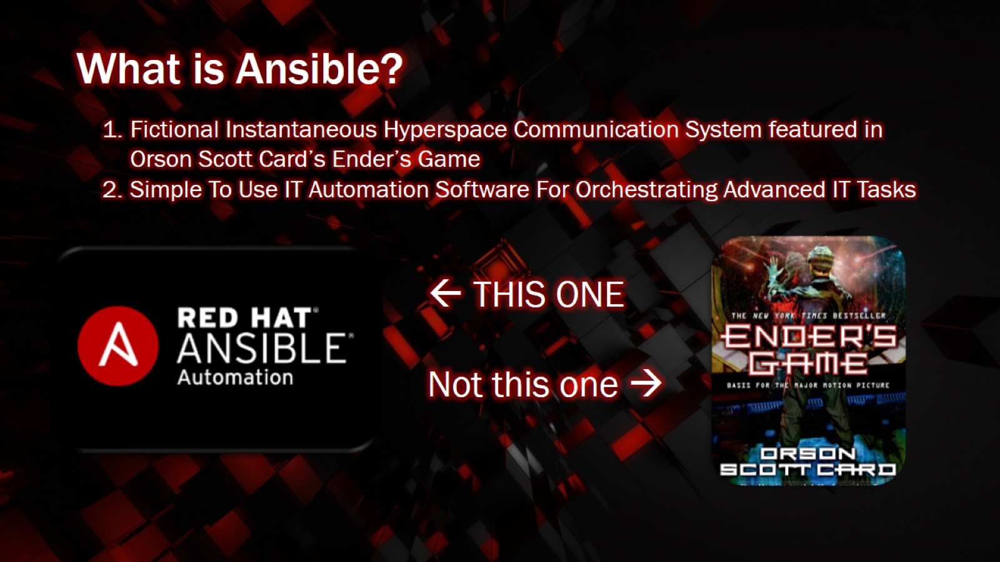 What is Ansible?
1. Fictional Instantaneous Hyperspace Communication System featured in
Orson Scott Card’s Ender’s Game
2. Simple To Use IT Automation Software For Orchestrating Advanced IT Tasks
RED HAT®
ANSIBLE®
Automation
← THIS ONE
Not this one →
THE NEW YORK TIMES BESTSELLER
ENDER'S
GAME
BASIS FOR THE MAJOR MOTION PICTURE
ORSON
SCOTT CARD